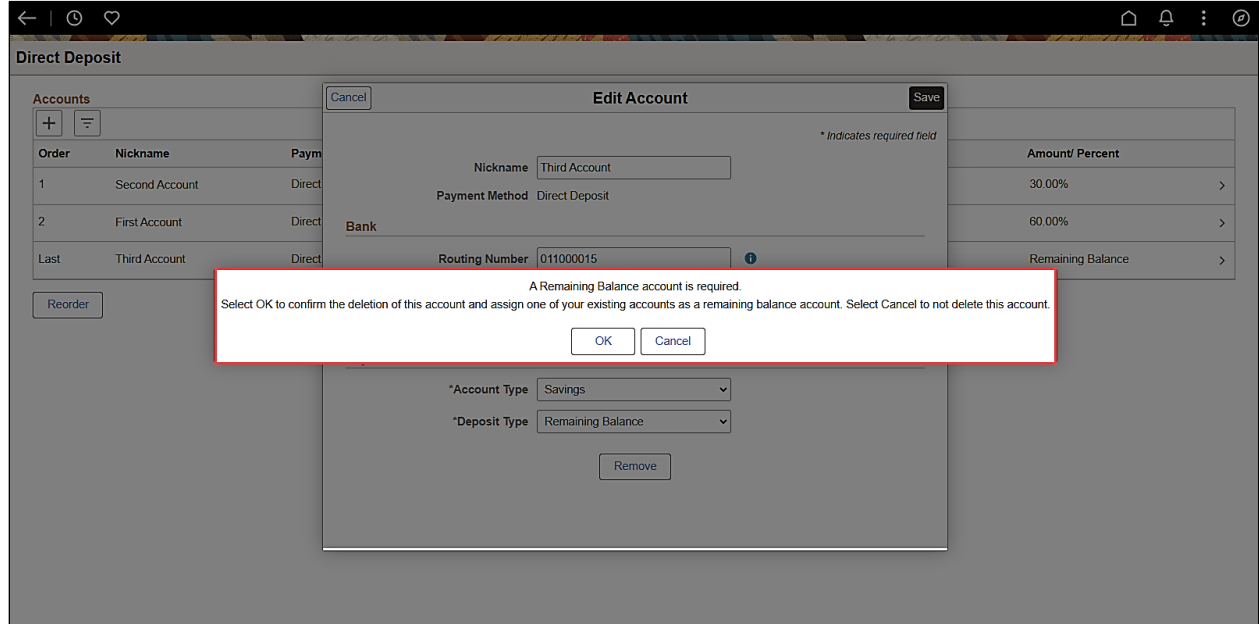 Direct Deposit
Accounts
Cancel
Edit Account
Save
* Indicates required field
Order Nickname Paym Amount/ Percent
Nickname Third Account
1 Second Account Direct 30.00%
Payment Method Direct Deposit
2 First Account Direct 60.00%
Bank
Last Third Account Direct Remaining Balance
Routing Number 011000015
A Remaining Balance account is required.
Select OK to confirm the deletion of this account and assign one of your existing accounts as a remaining balance account. Select Cancel to not delete this account.
Reorder
OK Cancel
*Account Type Savings
*Deposit Type Remaining Balance
Remove